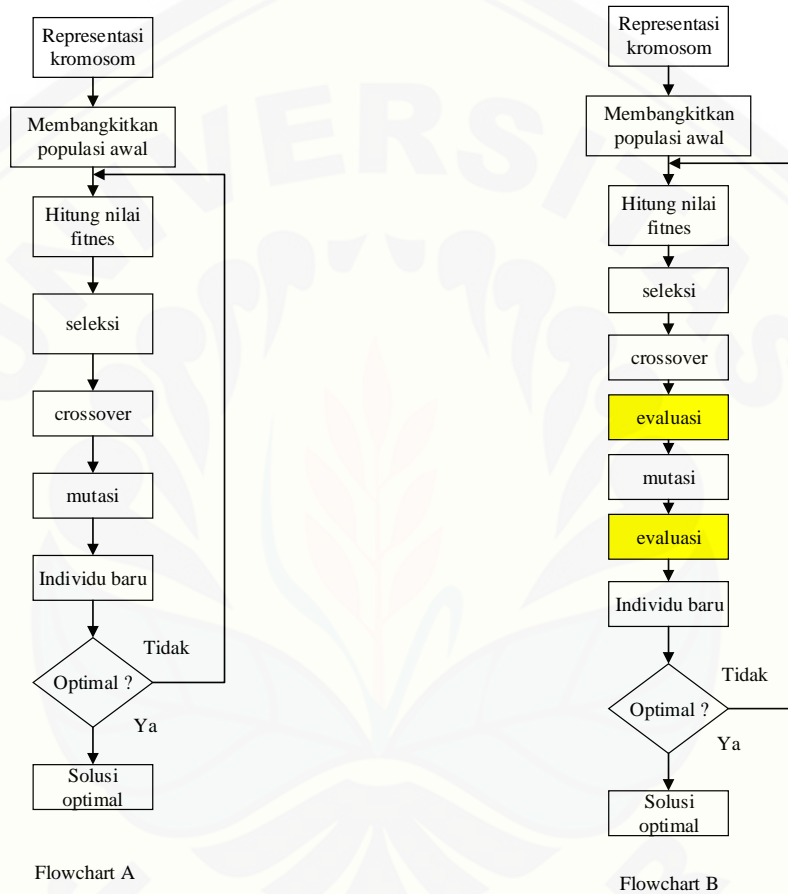 Representasi
kromosom
Membangkitkan
populasi awal
Hitung nilai
fitnes
seleksi
crossover
mutasi
Individu baru
Tidak
Optimal ?
Ya
Solusi
optimal
Flowchart A
Representasi
kromosom
Membangkitkan
populasi awal
Hitung nilai
fitnes
seleksi
crossover
evaluasi
mutasi
evaluasi
Individu baru
Tidak
Optimal ?
Ya
Solusi
optimal
Flowchart B
UNIVERSITAS